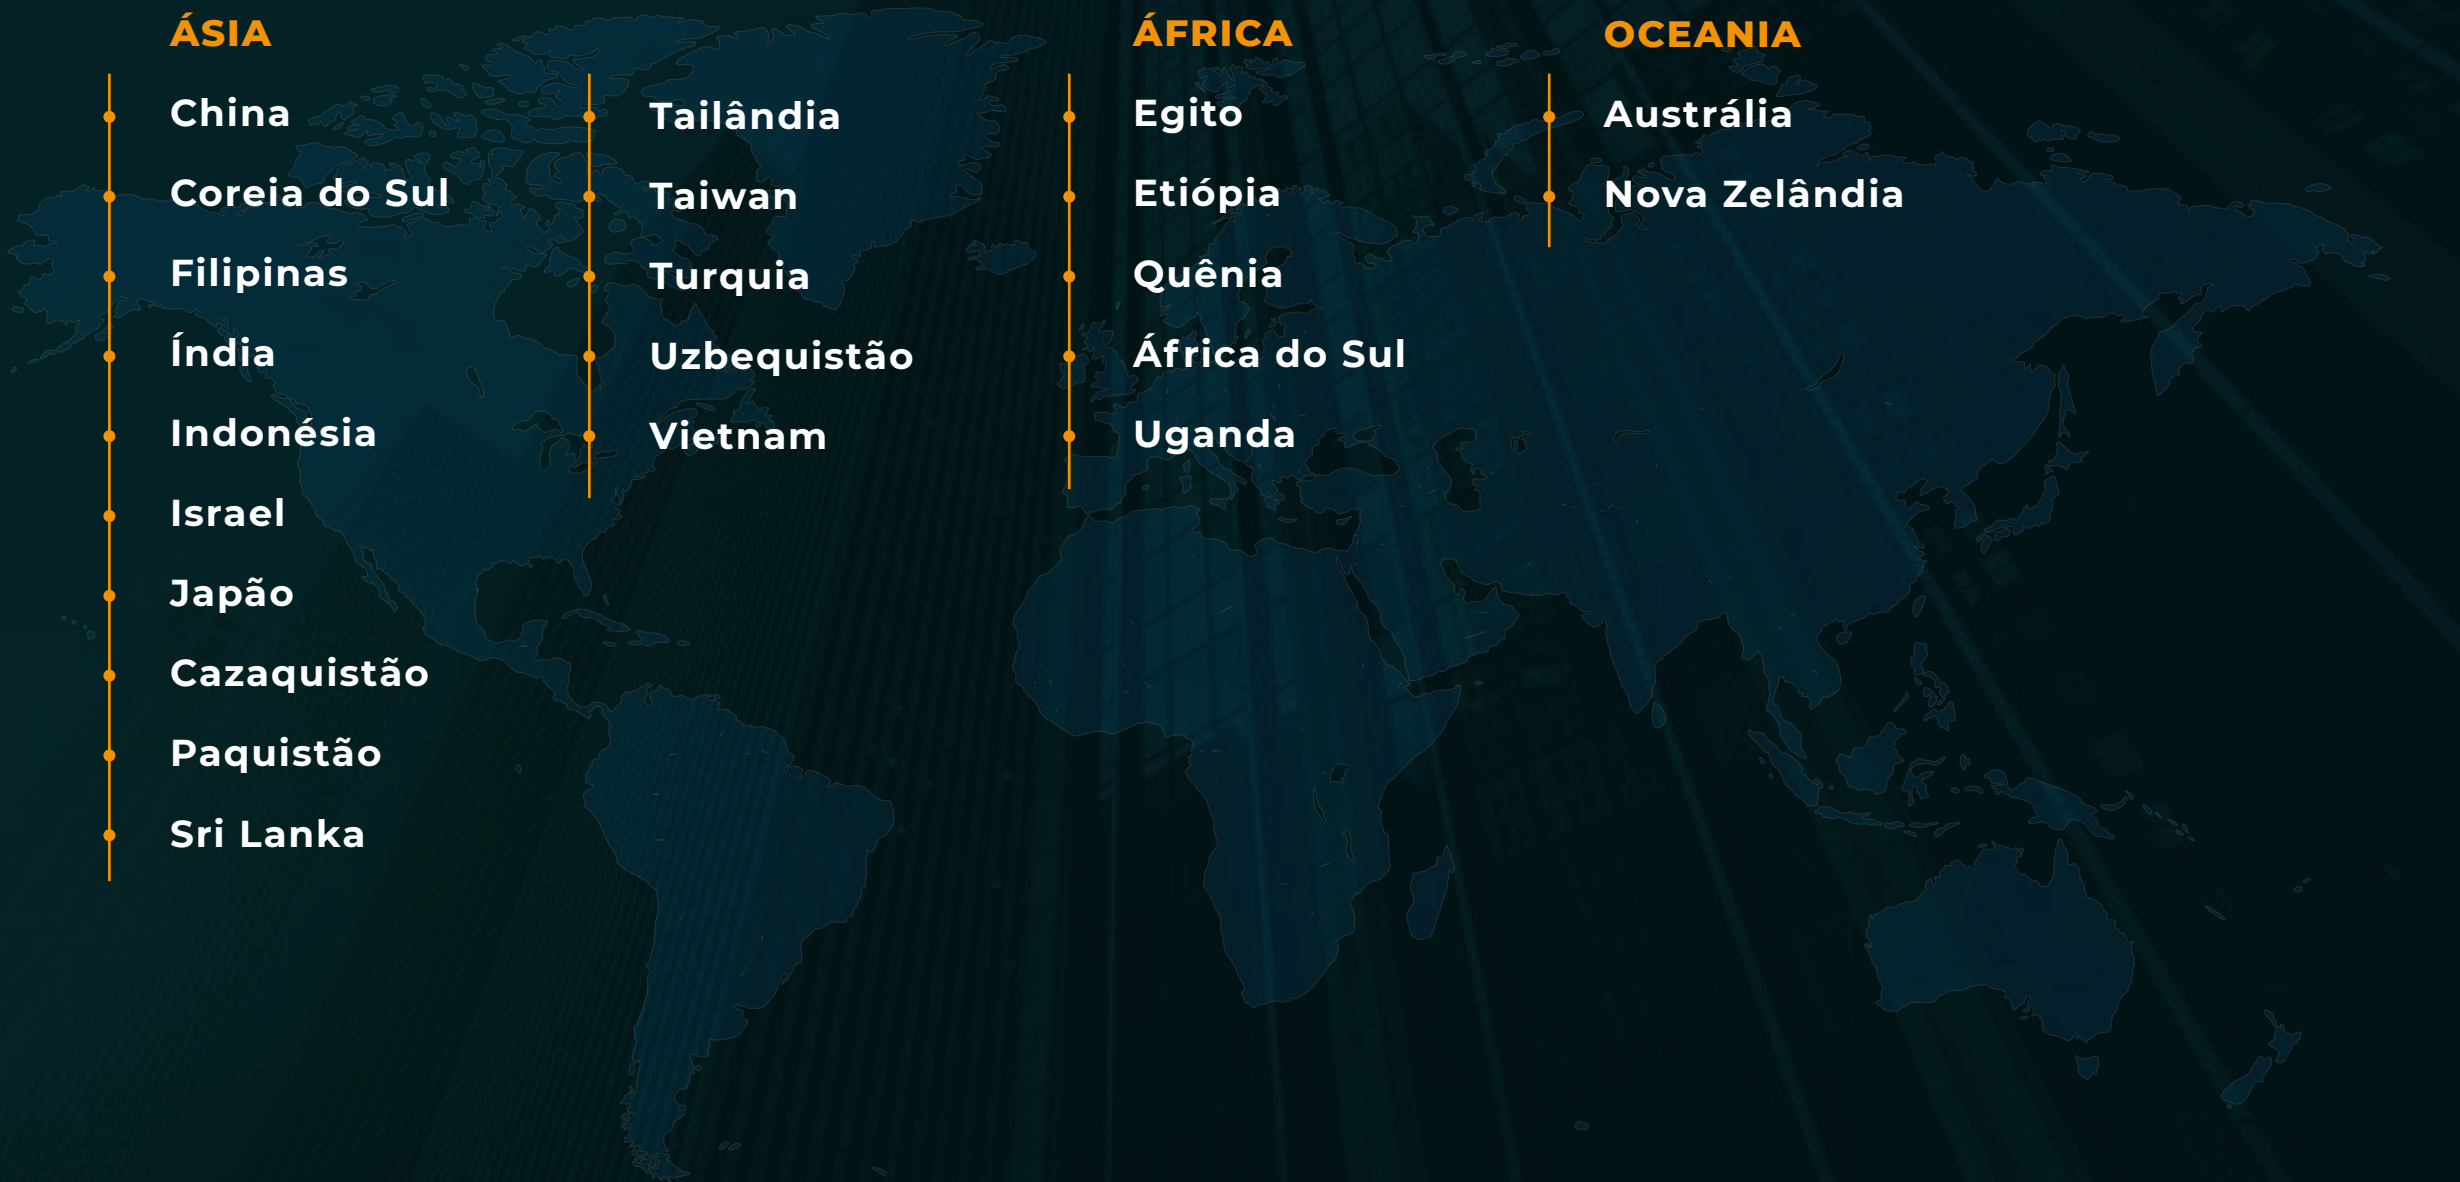 ÁSIA
China
Coreia do Sul
Filipinas
Índia
Indonésia
Israel
Japão
Cazaquistão
Paquistão
Sri Lanka
Tailândia
Taiwan
Turquia
Uzbequistão
Vietnam
ÁFRICA
Egito
Etiópia
Quênia
África do Sul
Uganda
OCEANIA
Austrália
Nova Zelândia